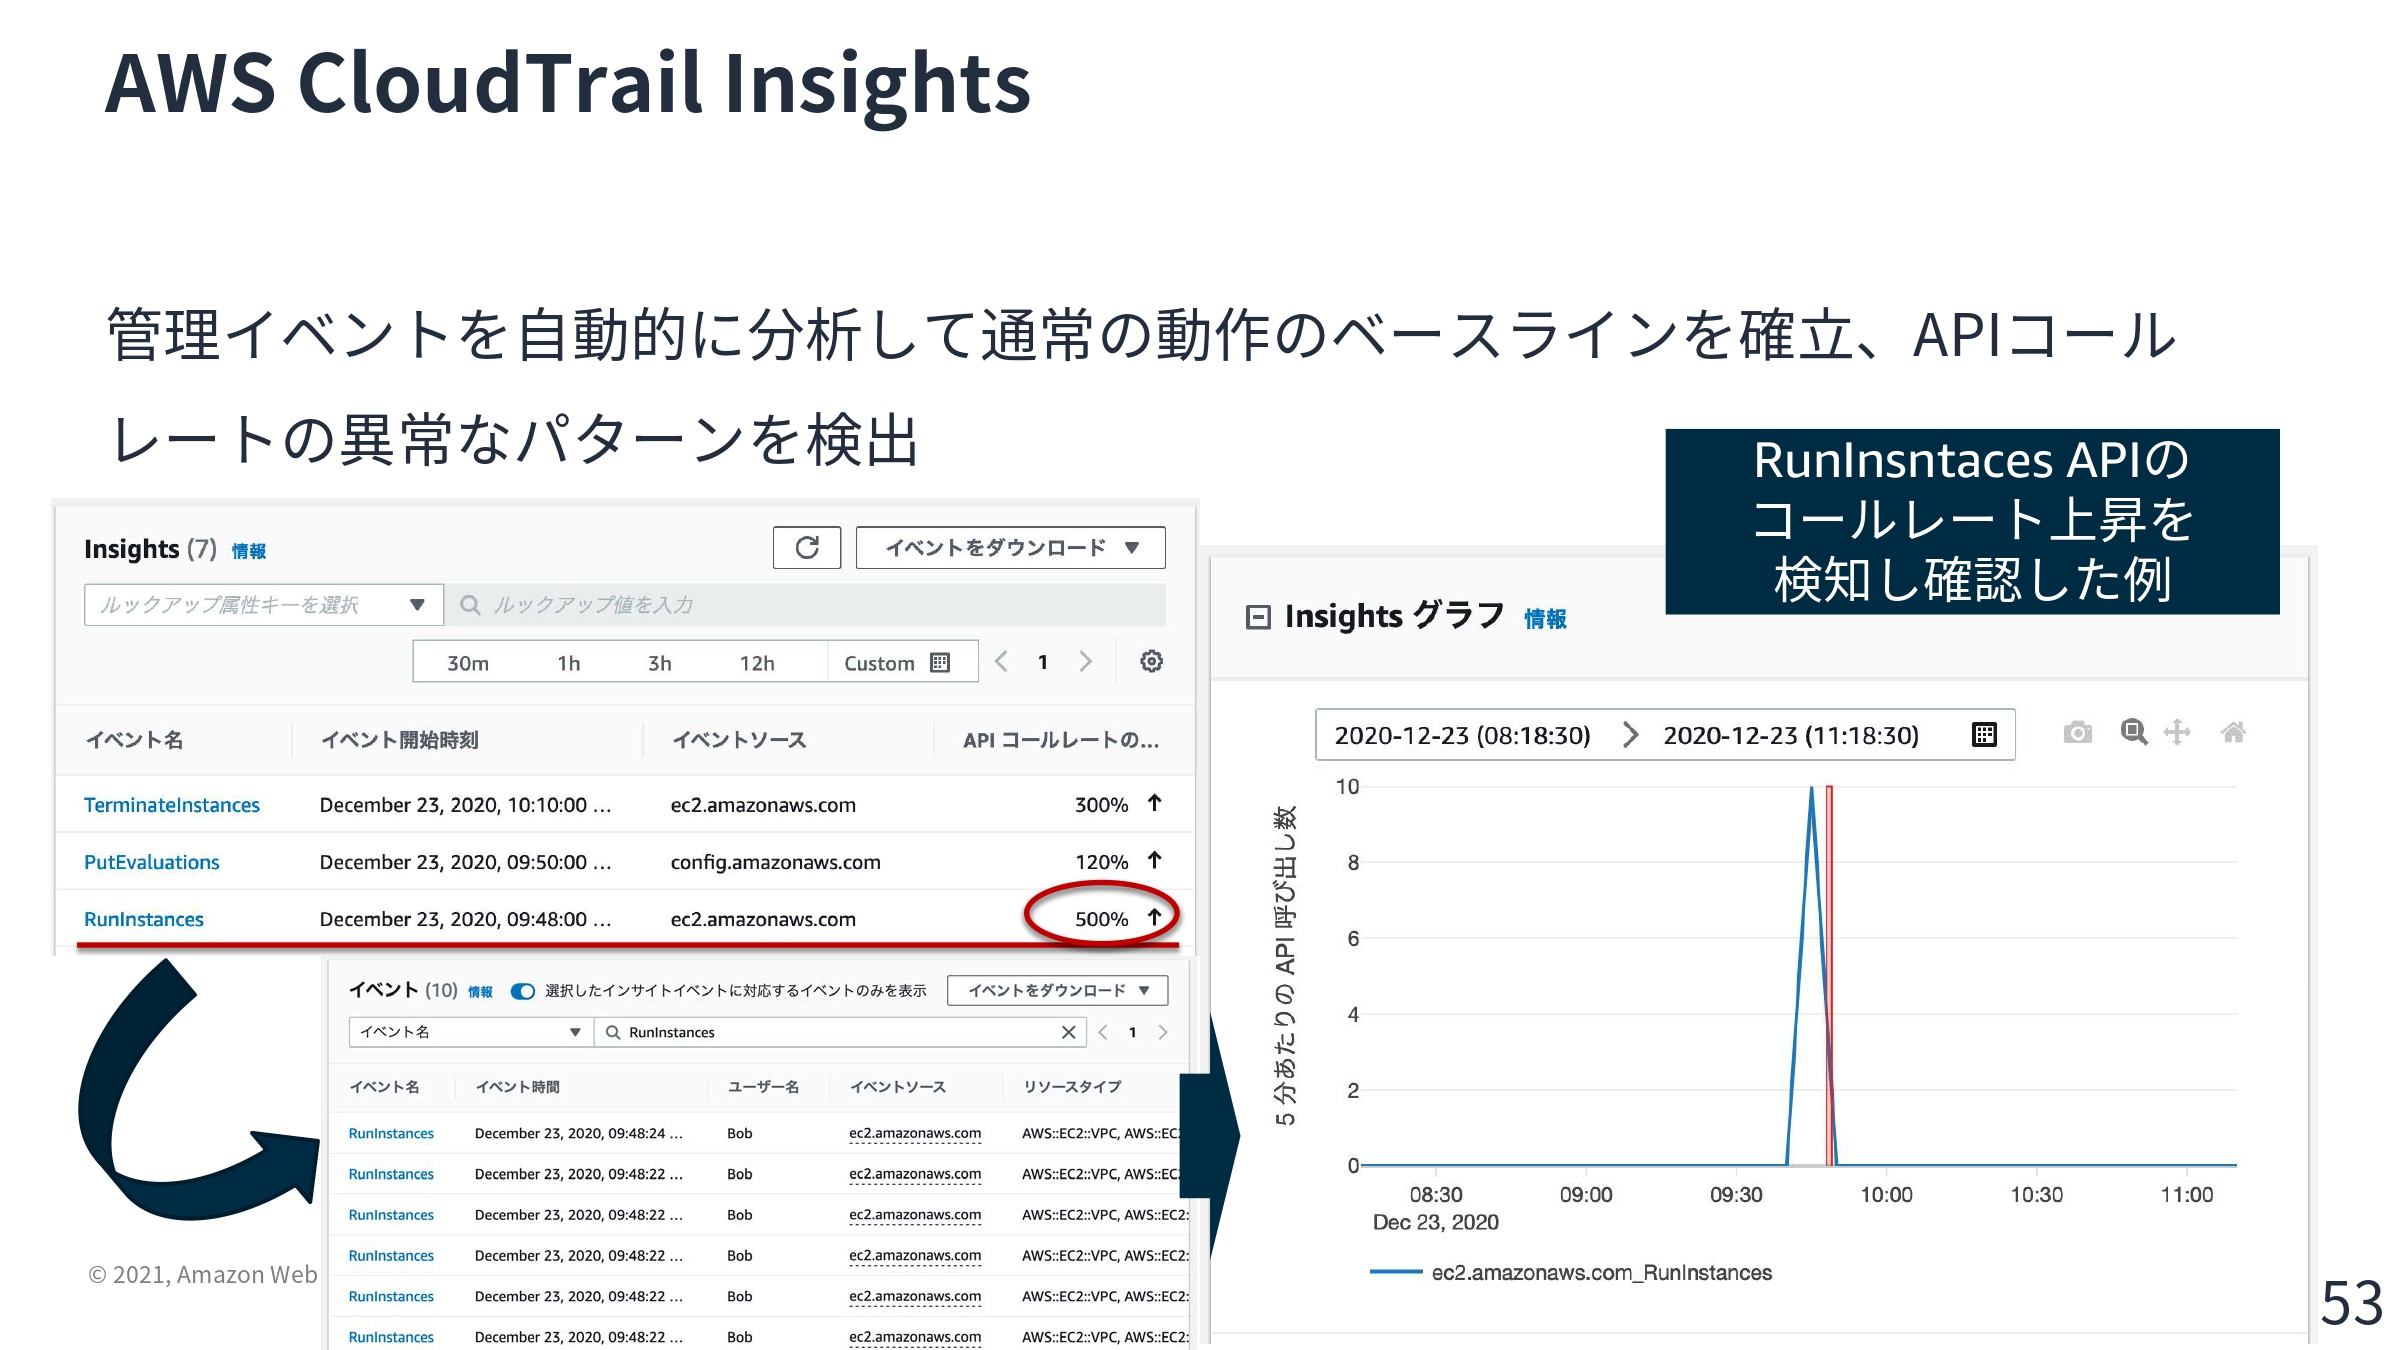 AWS CloudTrail Insights
管理イベントを自動的に分析して通常の動作のベースラインを確立、APIコール
レートの異常なパターンを検出
RunInsntaces APIの
コールレート上昇を
検知し確認した例
Insights (7) 情報
イベントをダウンロード
ルックアップ属性キーを選択 ルックアップ値を入力
30m 1h 3h 12h Custom 1
イベント名 イベント開始時刻 イベントソース API コールレートの...
TerminateInstances December 23, 2020, 10:10:00 ... ec2.amazonaws.com 300%
PutEvaluations December 23, 2020, 09:50:00 ... config.amazonaws.com 120%
RunInstances December 23, 2020, 09:48:00 ... ec2.amazonaws.com 500%
イベント (10) 情報 選択したインサイトイベントに対応するイベントのみを表示 イベントをダウンロード
イベント名 RunInstances 1
イベント名 イベント時間 ユーザー名 イベントソース リソースタイプ
RunInstances December 23, 2020, 09:48:24 ... Bob ec2.amazonaws.com AWS::EC2::VPC, AWS::EC
RunInstances December 23, 2020, 09:48:22 ... Bob ec2.amazonaws.com AWS::EC2::VPC, AWS::EC
RunInstances December 23, 2020, 09:48:22 ... Bob ec2.amazonaws.com AWS::EC2::VPC, AWS::EC2:
RunInstances December 23, 2020, 09:48:22 ... Bob ec2.amazonaws.com AWS::EC2::VPC, AWS::EC2:
RunInstances December 23, 2020, 09:48:22 ... Bob ec2.amazonaws.com AWS::EC2::VPC, AWS::EC2:
RunInstances December 23, 2020, 09:48:22 ... Bob ec2.amazonaws.com AWS::EC2::VPC, AWS::EC2:
Insights グラフ 情報
2020-12-23 (08:18:30) 2020-12-23 (11:18:30)
5 分あたりの API 呼び出し数
10
8
6
4
2
0
08:30 09:00 09:30 10:00 10:30 11:00
Dec 23, 2020
ec2.amazonaws.com_RunInstances
© 2021, Amazon Web
53